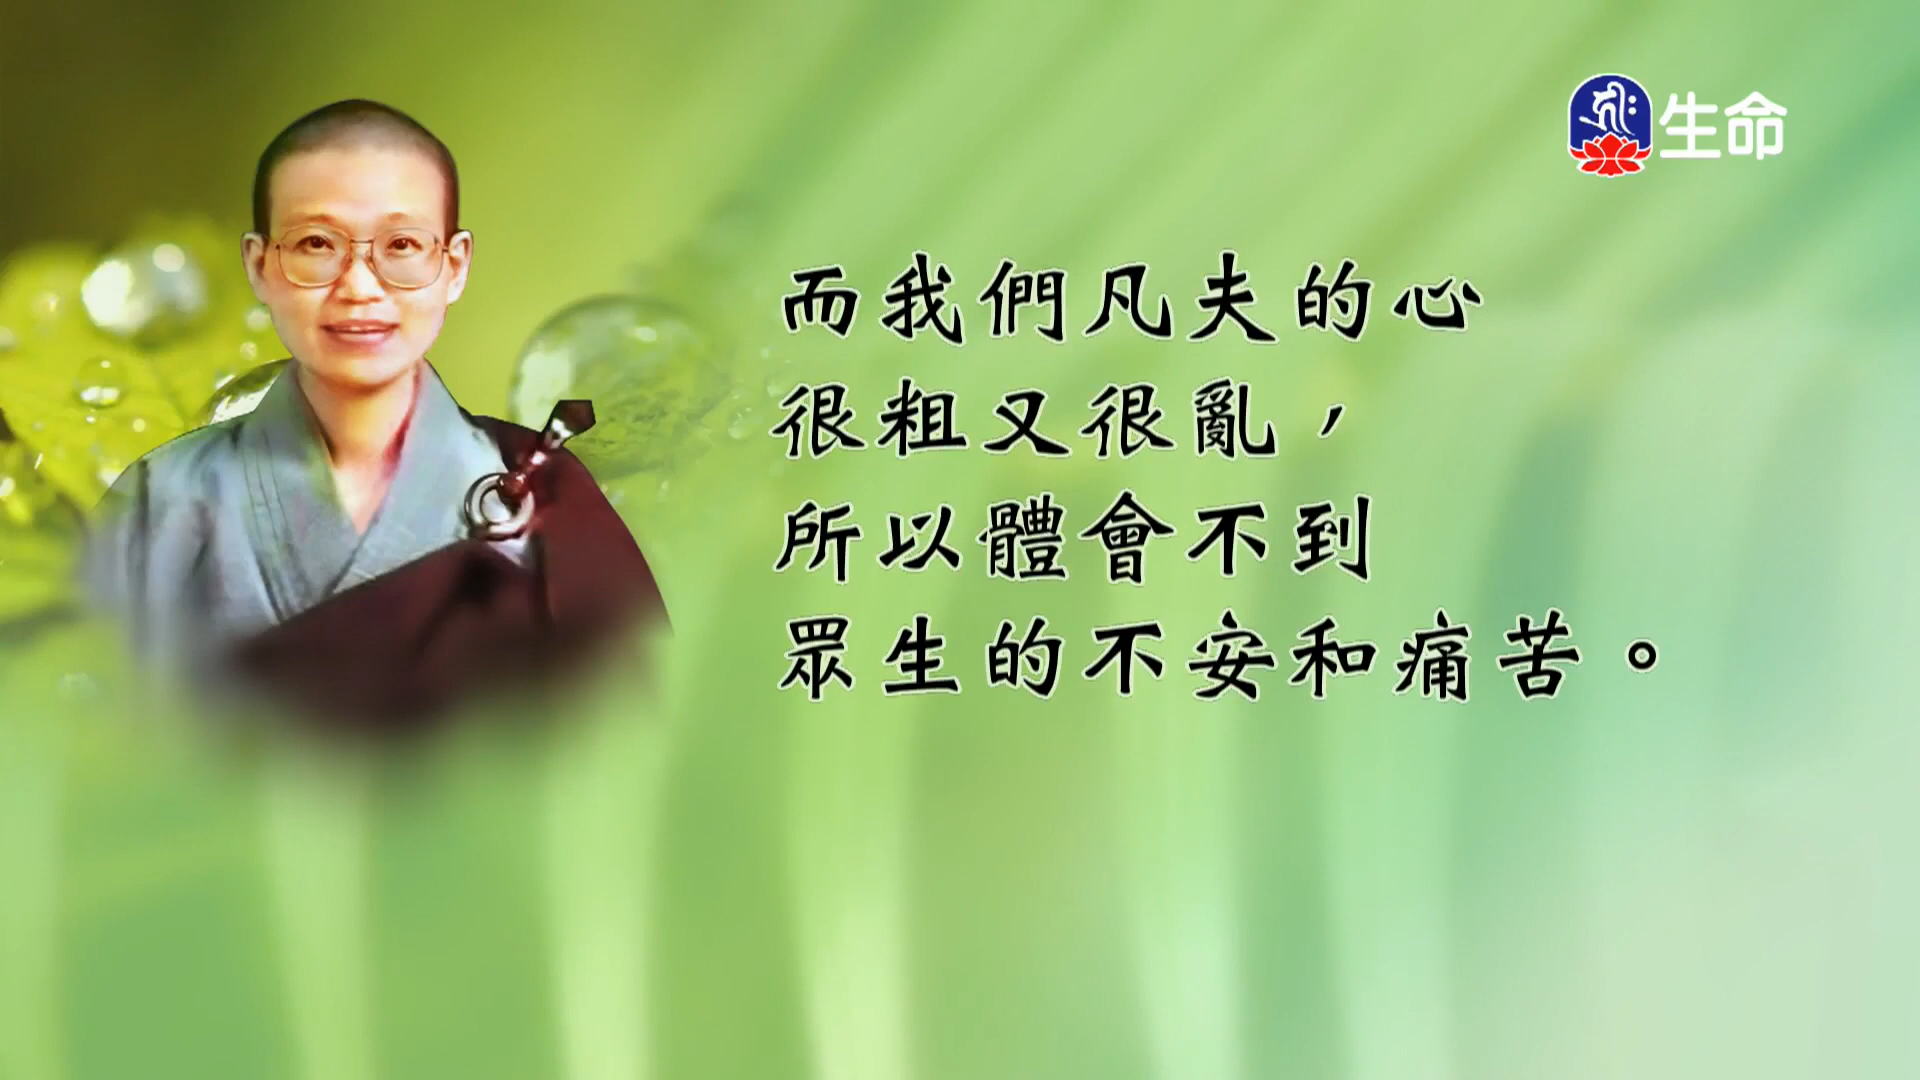 生命
而我們凡夫的心
很粗又很亂，
所以體會不到
眾生的不安和痛苦。